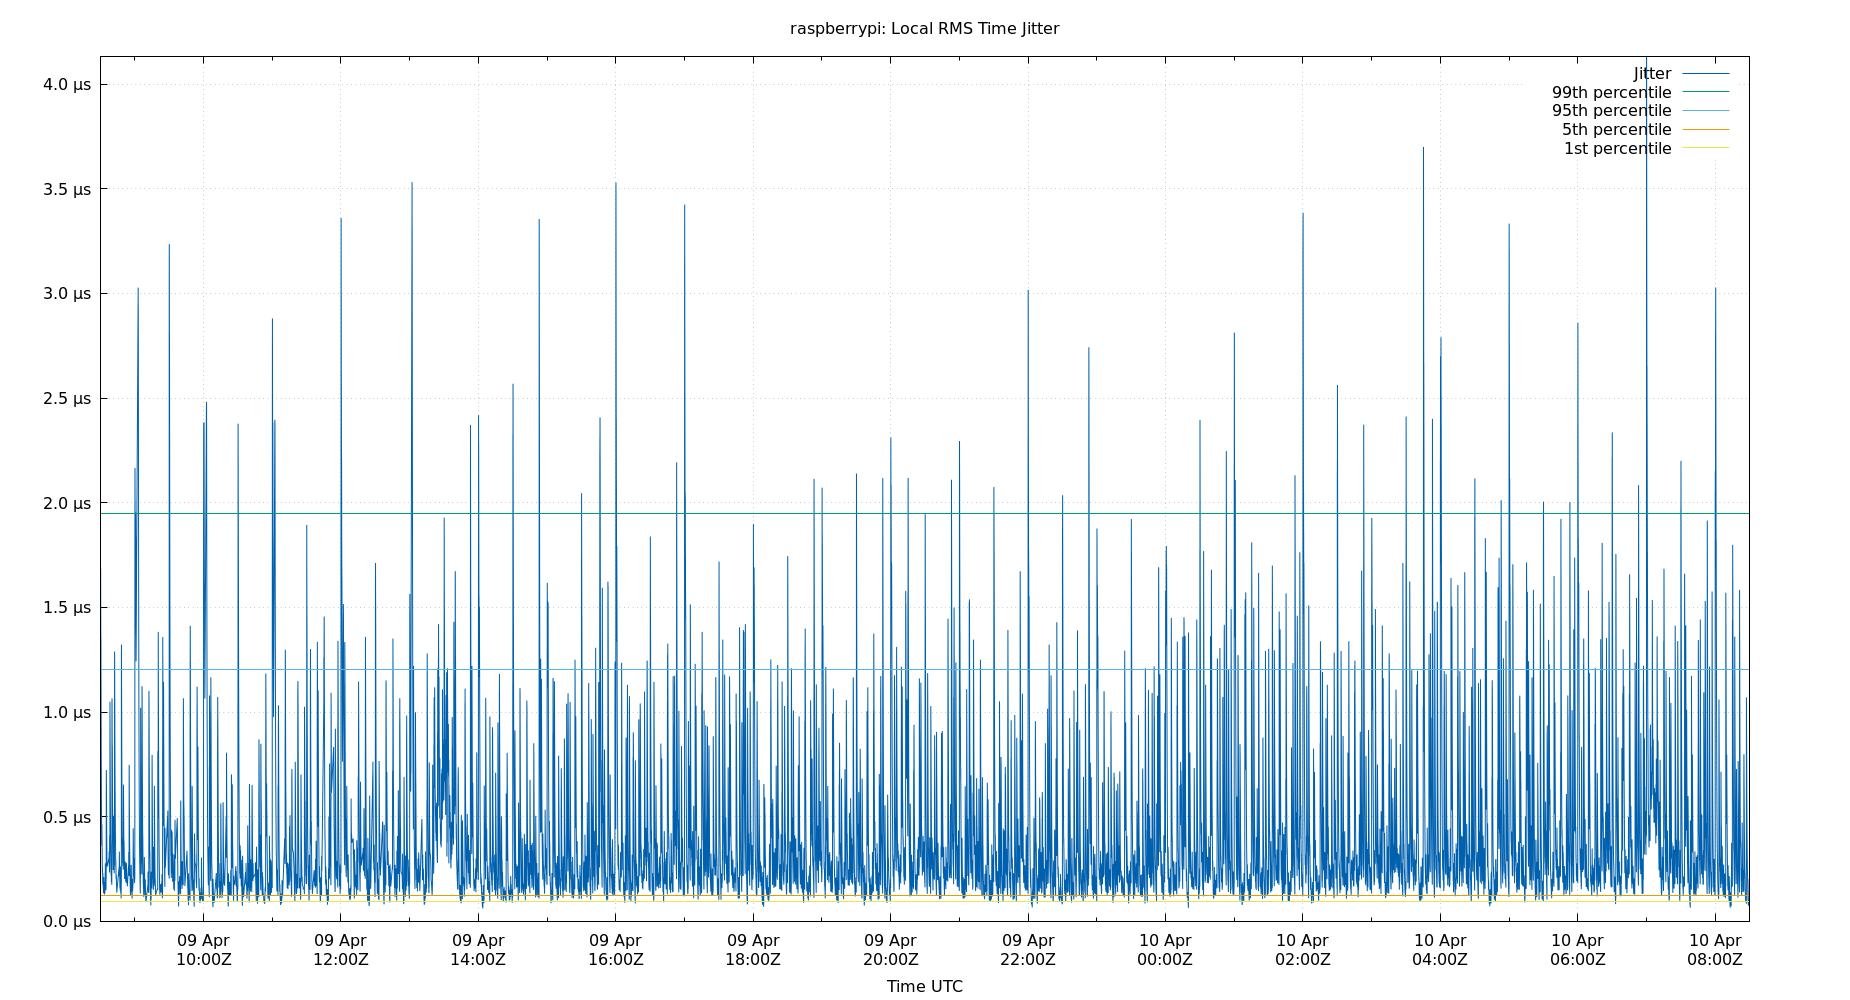 raspberrypi: Local RMS Time Jitter
4.0 µs
3.5 µs
3.0 µs
2.5 µs
2.0 µs
1.5 µs
1.0 µs
0.5 µs
0.0 µs
Jitter
99th percentile
95th percentile
5th percentile
1st percentile
09 Apr 09 Apr 09 Apr 09 Apr 09 Apr 09 Apr 09 Apr 10 Apr 10 Apr 10 Apr 10 Apr 10 Apr
10:00Z 12:00Z 14:00Z 16:00Z 18:00Z 20:00Z 22:00Z 00:00Z 02:00Z 04:00Z 06:00Z 08:00Z
Time UTC